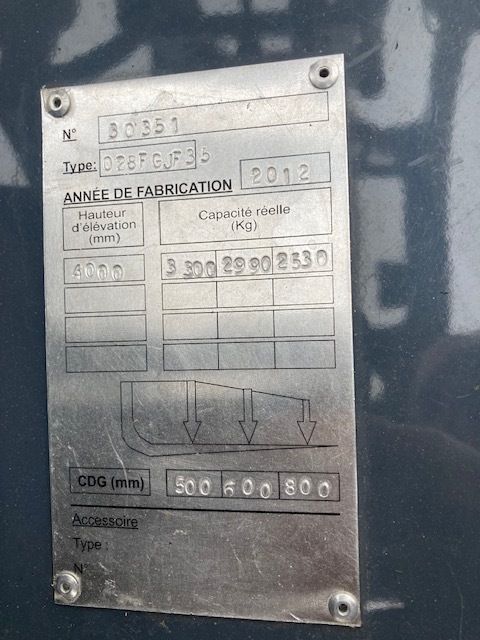 N° 30351
Type: 028FGJF35
ANNÉE DE FABRICATION 2012
Hauteur d'élévation (mm) Capacité réelle (Kg)
4000 3300 2990 2530
CDG (mm) 500 600 800
Accessoire
Type :
N°